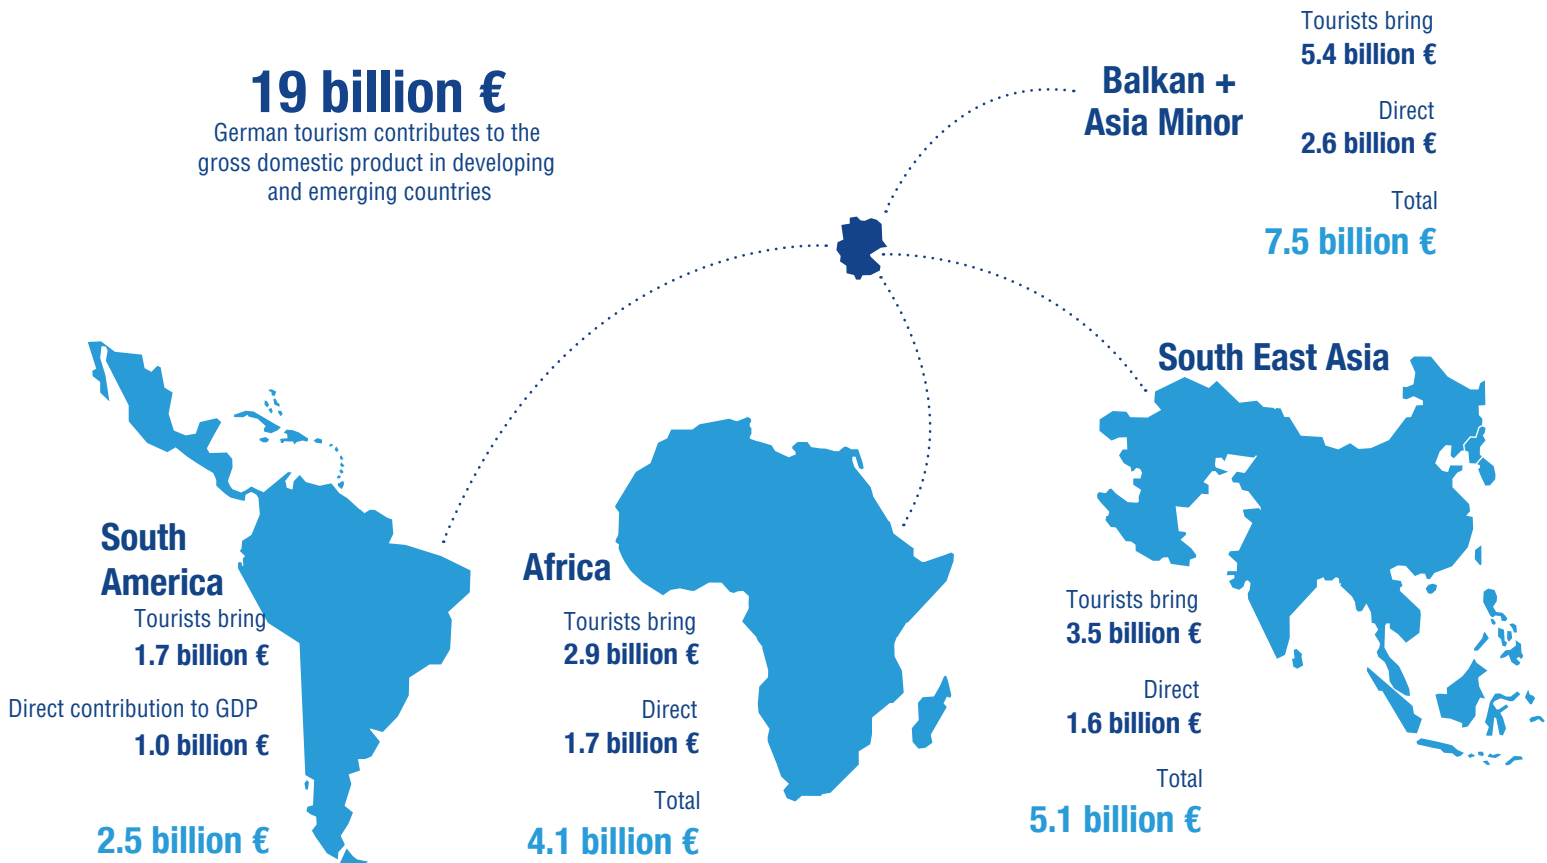 19 billion €
German tourism contributes to the
gross domestic product in developing
and emerging countries
Balkan +
Asia Minor
Tourists bring
5.4 billion €
Direct
2.6 billion €
Total
7.5 billion €
South
America
Tourists bring
1.7 billion €
Direct contribution to GDP
1.0 billion €
2.5 billion €
Africa
Tourists bring
2.9 billion €
Direct
1.7 billion €
Total
4.1 billion €
South East Asia
Tourists bring
3.5 billion €
Direct
1.6 billion €
Total
5.1 billion €